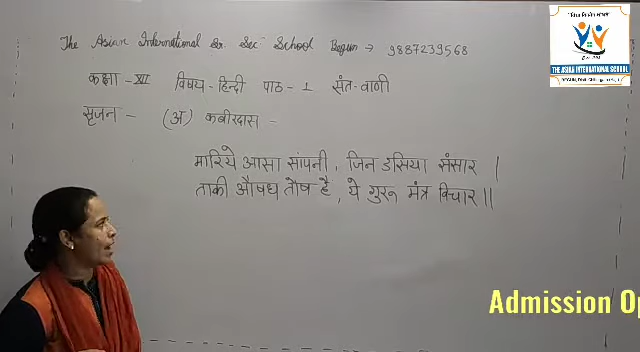 The Asian International Sr. Sec School Begun → 9887239568
कक्षा - XII विषय - हिन्दी पाठ - 1 संत-वाणी
सृजन - (अ) कबीरदास -
मारिये आसा सांपनी, जिन डसिया संसार |
ताकी औषध तौष है, ये गुरू मंत्र विचार ||
THE ASIAN INTERNATIONAL SCHOOL
Admission Op